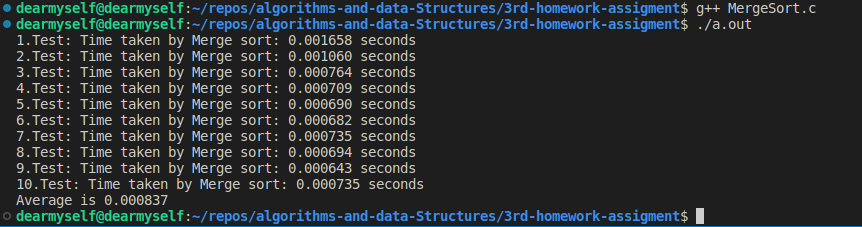 dearmyself@dearmyself:~/repos/algorithms-and-data-Structures/3rd-homework-assigment$ g++ MergeSort.c
dearmyself@dearmyself:~/repos/algorithms-and-data-Structures/3rd-homework-assigment$ ./a.out
1.Test: Time taken by Merge sort: 0.001658 seconds
2.Test: Time taken by Merge sort: 0.001060 seconds
3.Test: Time taken by Merge sort: 0.000764 seconds
4.Test: Time taken by Merge sort: 0.000709 seconds
5.Test: Time taken by Merge sort: 0.000690 seconds
6.Test: Time taken by Merge sort: 0.000682 seconds
7.Test: Time taken by Merge sort: 0.000735 seconds
8.Test: Time taken by Merge sort: 0.000694 seconds
9.Test: Time taken by Merge sort: 0.000643 seconds
10.Test: Time taken by Merge sort: 0.000735 seconds
Average is 0.000837
dearmyself@dearmyself:~/repos/algorithms-and-data-Structures/3rd-homework-assigment$